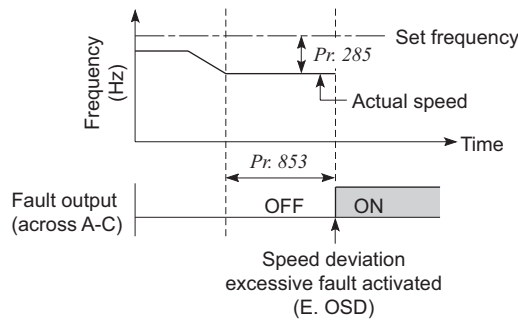 Set frequency
Pr. 285
Frequency
(Hz)
Actual speed
Time
Pr. 853
Fault output
(across A-C)
OFF
ON
Speed deviation
excessive fault activated
(E. OSD)